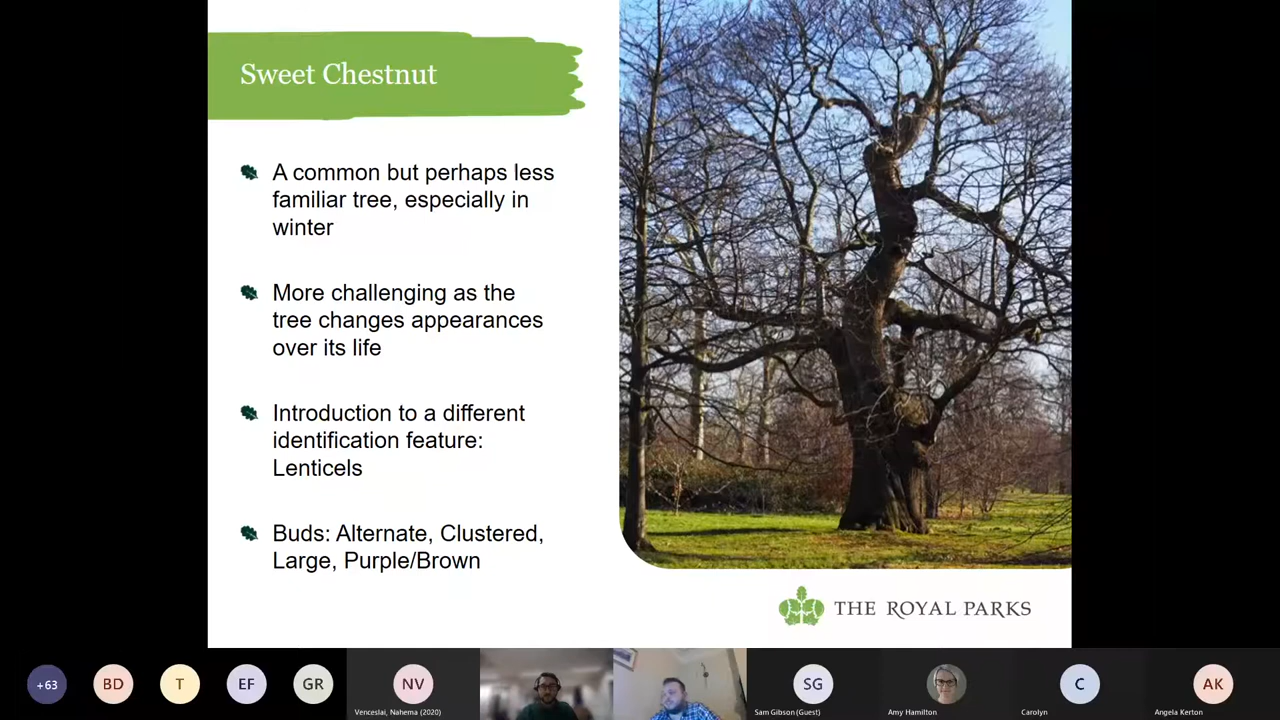 Sweet Chestnut
A common but perhaps less
familiar tree, especially in
winter
More challenging as the
tree changes appearances
over its life
Introduction to a different
identification feature:
Lenticels
Buds: Alternate, Clustered,
Large, Purple/Brown
THE ROYAL PARKS
+63
BD
T
EF
GR
NV
Venceslai, Nahema (2020)
SG
Sam Gibson (Guest)
Amy Hamilton
C
Carolyn
AK
Angela Kerton